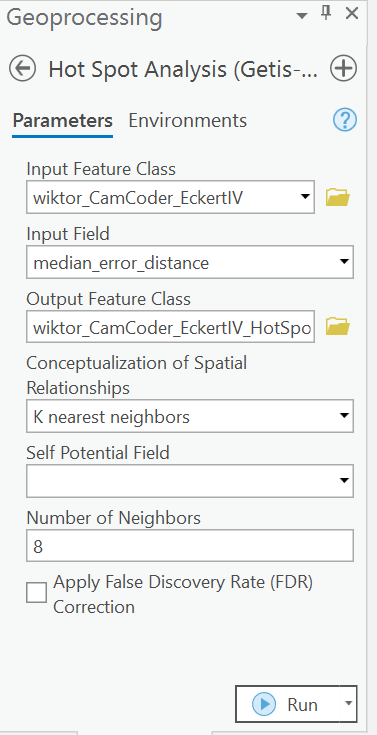 Geoprocessing
Hot Spot Analysis (Getis-...
Parameters Environments
Input Feature Class
wiktor_CamCoder_EckertIV
Input Field
median_error_distance
Output Feature Class
wiktor_CamCoder_EckertIV_HotSpo
Conceptualization of Spatial
Relationships
K nearest neighbors
Self Potential Field
Number of Neighbors
8
Apply False Discovery Rate (FDR)
Correction
Run